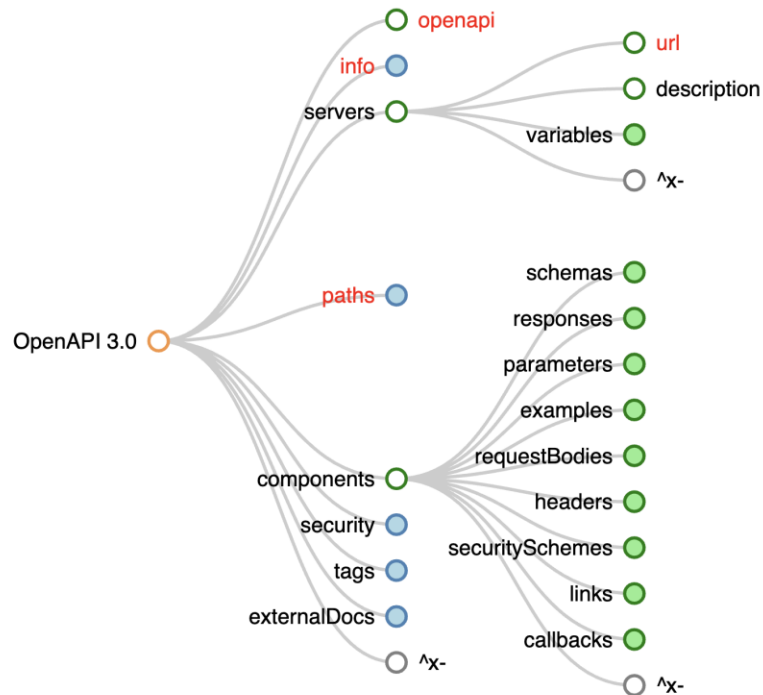 openapi
info
servers
url
description
variables
^x-
paths
OpenAPI 3.0
components
schemas
responses
parameters
examples
requestBodies
headers
securitySchemes
links
callbacks
^x-
security
tags
externalDocs
^x-